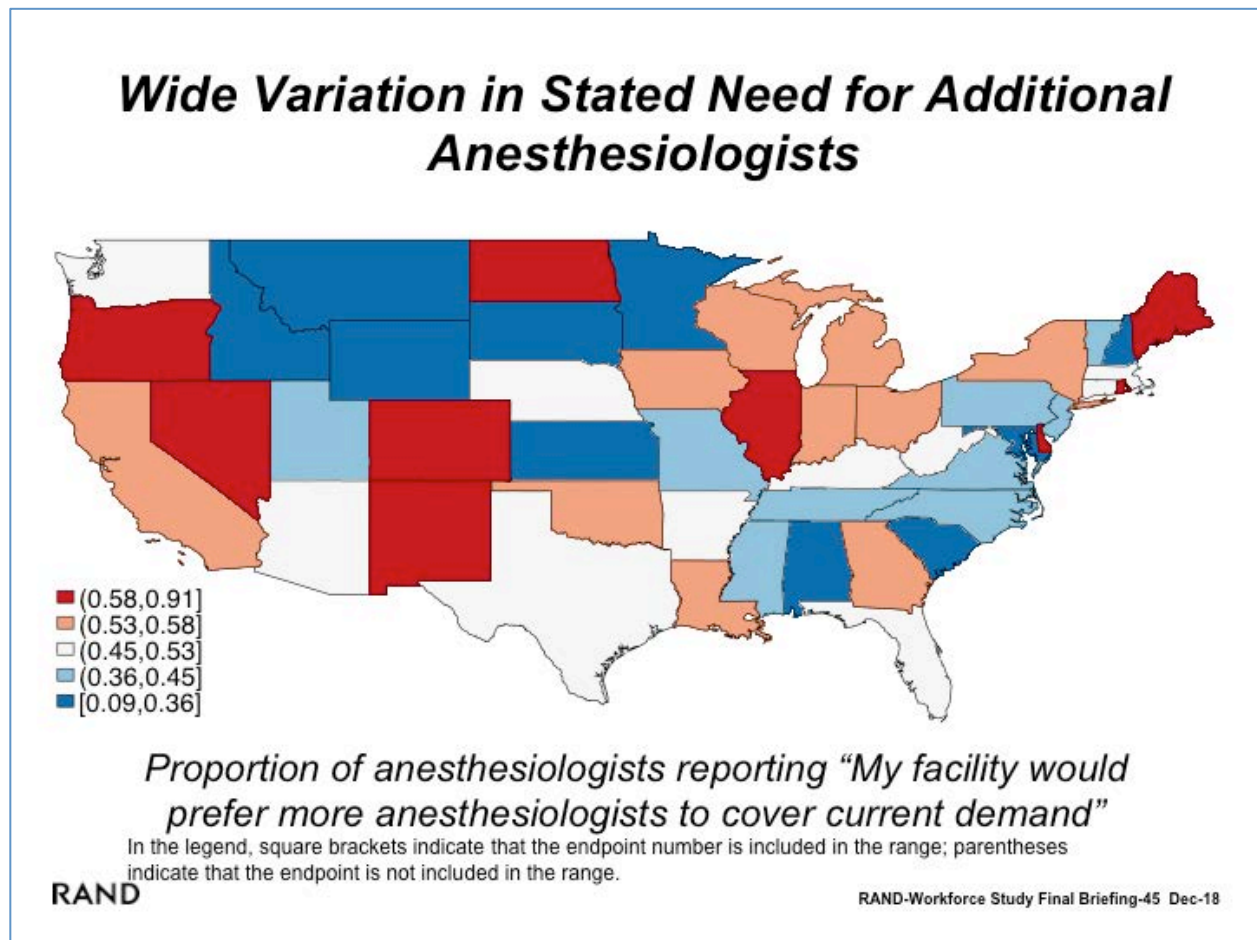 Wide Variation in Stated Need for Additional
Anesthesiologists
(0.58,0.91]
(0.53,0.58]
(0.45,0.53]
(0.36,0.45]
[0.09,0.36]
Proportion of anesthesiologists reporting “My facility would
prefer more anesthesiologists to cover current demand”
In the legend, square brackets indicate that the endpoint number is included in the range; parentheses
indicate that the endpoint is not included in the range.
RAND
RAND-Workforce Study Final Briefing-45 Dec-18